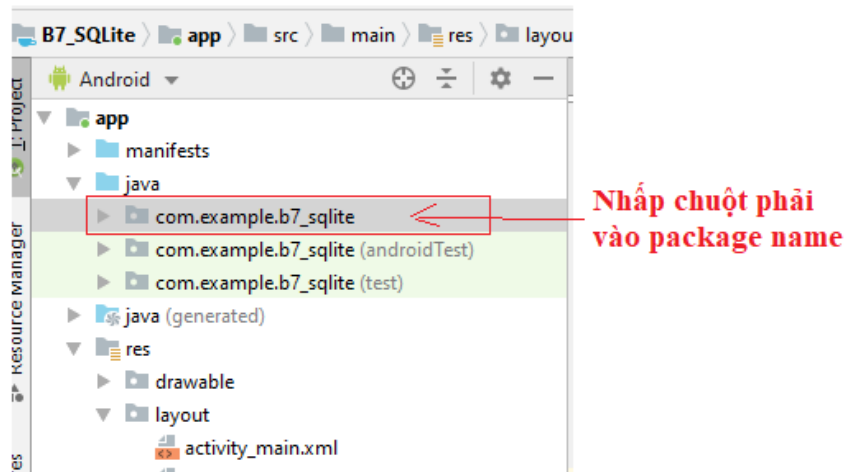 B7_SQLite app src main res layou
Android
1: Project
app
manifests
java
com.example.b7_sqlite
com.example.b7_sqlite (androidTest)
com.example.b7_sqlite (test)
java (generated)
res
drawable
layout
activity_main.xml
Resource Manager
Nhấp chuột phải
vào package name